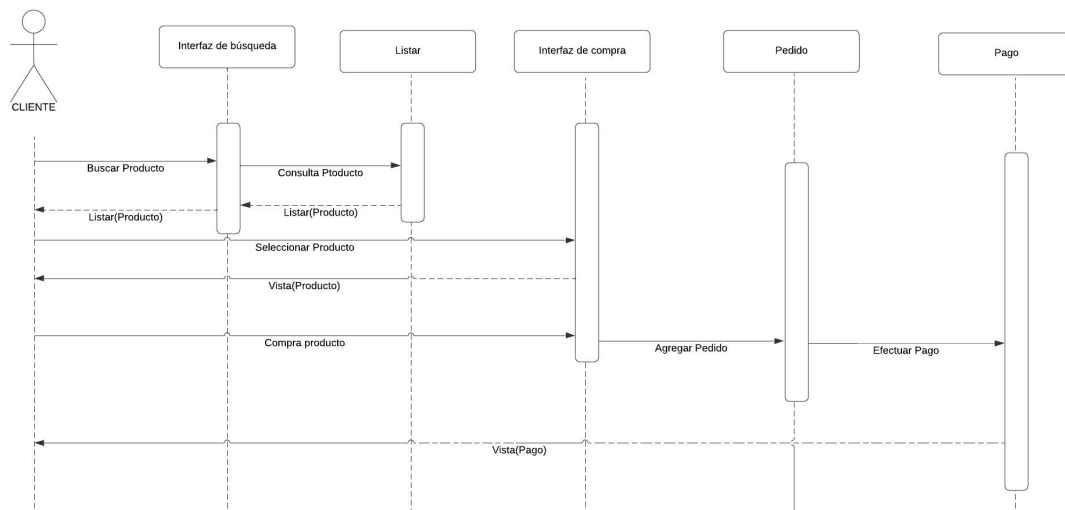 Interfaz de búsqueda
Listar
Interfaz de compra
Pedido
Pago
CLIENTE
Buscar Producto
Consulta Ptoducto
Listar(Producto)
Listar(Producto)
Seleccionar Producto
Vista(Producto)
Compra producto
Agregar Pedido
Efectuar Pago
Vista(Pago)